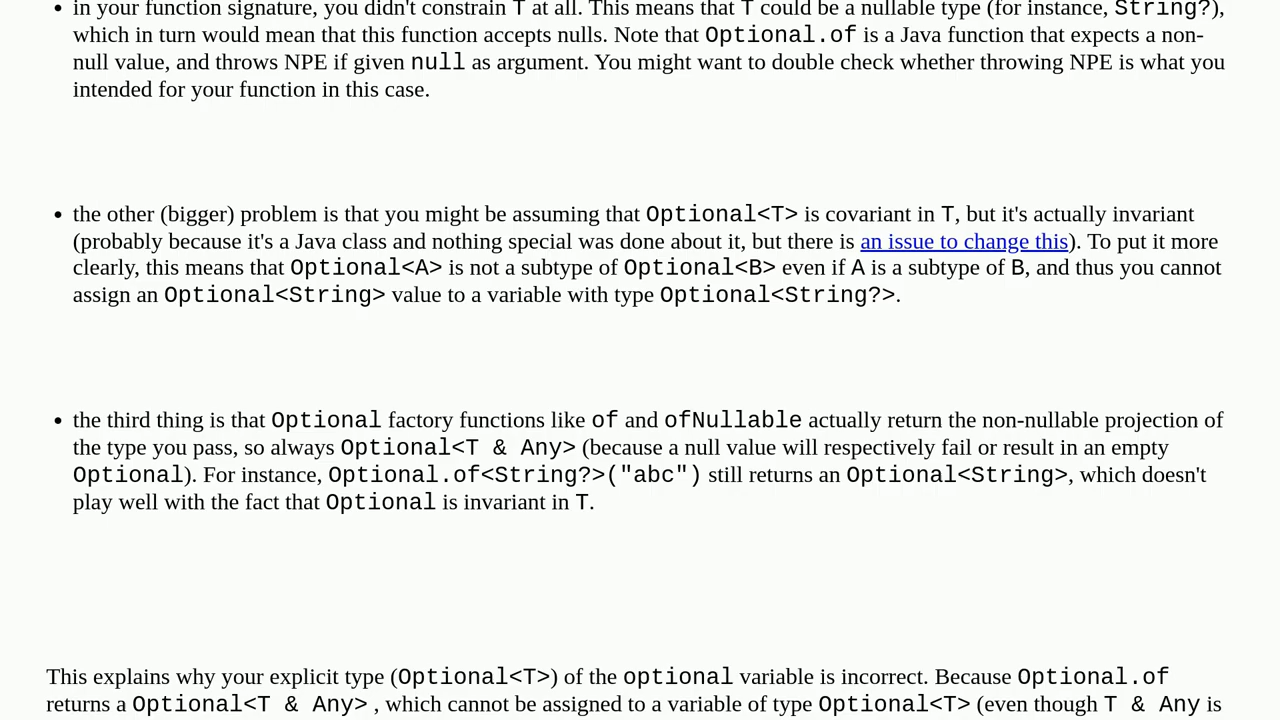 in your function signature, you didn't constrain T at all. This means that T could be a nullable type (for instance, String?),
which in turn would mean that this function accepts nulls. Note that Optional.of is a Java function that expects a non-
null value, and throws NPE if given null as argument. You might want to double check whether throwing NPE is what you
intended for your function in this case.
the other (bigger) problem is that you might be assuming that Optional<T> is covariant in T, but it's actually invariant
(probably because it's a Java class and nothing special was done about it, but there is an issue to change this). To put it more
clearly, this means that Optional<A> is not a subtype of Optional<B> even if A is a subtype of B, and thus you cannot
assign an Optional<String> value to a variable with type Optional<String?>.
the third thing is that Optional factory functions like of and ofNullable actually return the non-nullable projection of
the type you pass, so always Optional<T & Any> (because a null value will respectively fail or result in an empty
Optional). For instance, Optional.of<String?>("abc") still returns an Optional<String>, which doesn't
play well with the fact that Optional is invariant in T.
This explains why your explicit type (Optional<T>) of the optional variable is incorrect. Because Optional.of
returns a Optional<T & Any> , which cannot be assigned to a variable of type Optional<T> (even though T & Any is